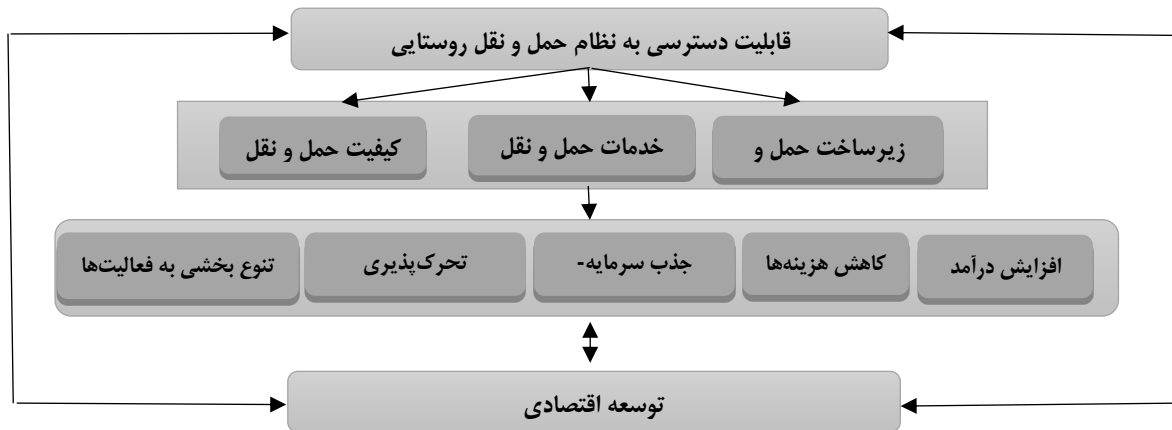 قابلیت دسترسی به نظام حمل و نقل روستایی
زیرساخت حمل و
خدمات حمل و نقل
کیفیت حمل و نقل
افزایش درآمد
کاهش هزینه‌ها
جذب سرمایه-
تحرک‌پذیری
تنوع بخشی به فعالیت‌ها
توسعه اقتصادی